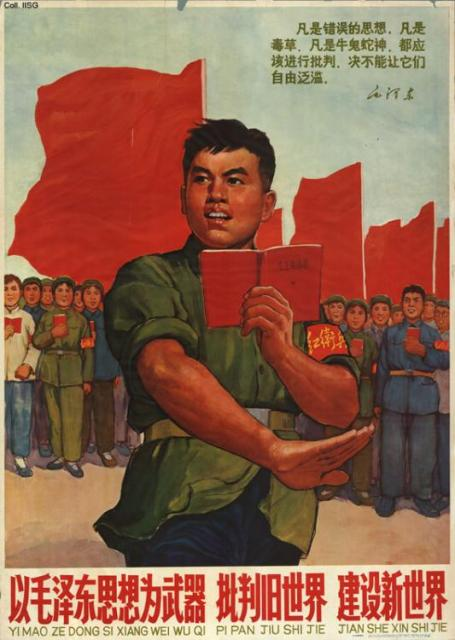 Coll. IISG
凡是错误的思想，凡是
毒草，凡是牛鬼蛇神，都应
该进行批判，决不能让它们
自由泛滥。
毛泽东
红卫兵
以毛泽东思想为武器 批判旧世界 建设新世界
YI MAO ZE DONG SI XIANG WEI WU QI PI PAN JIU SHI JIE JIAN SHE XIN SHI JIE